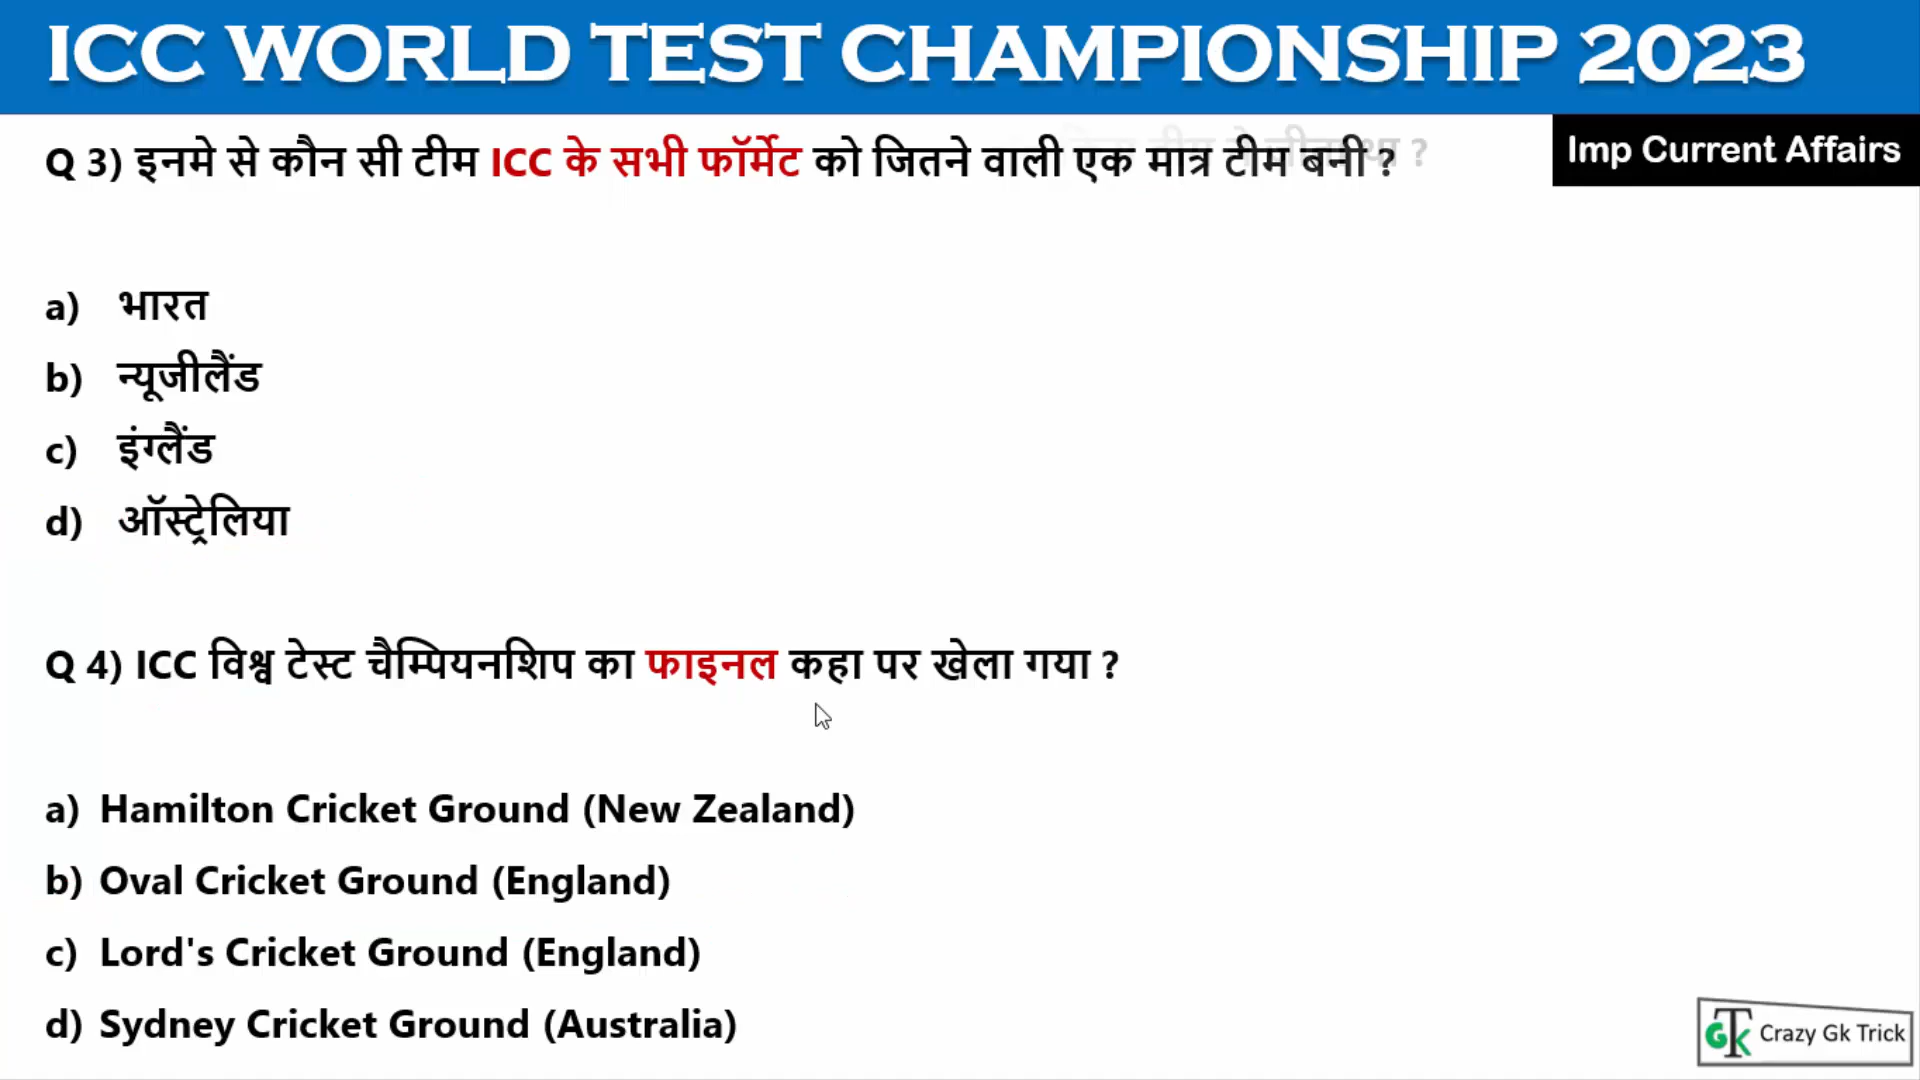 ICC WORLD TEST CHAMPIONSHIP 2023
Imp Current Affairs
Q 3) इनमे से कौन सी टीम ICC के सभी फॉर्मेट को जितने वाली एक मात्र टीम बनी ?
a) भारत
b) न्यूजीलैंड
c) इंग्लैंड
d) ऑस्ट्रेलिया
Q 4) ICC विश्व टेस्ट चैम्पियनशिप का फाइनल कहा पर खेला गया ?
a) Hamilton Cricket Ground (New Zealand)
b) Oval Cricket Ground (England)
c) Lord's Cricket Ground (England)
d) Sydney Cricket Ground (Australia)
GTK Crazy Gk Trick